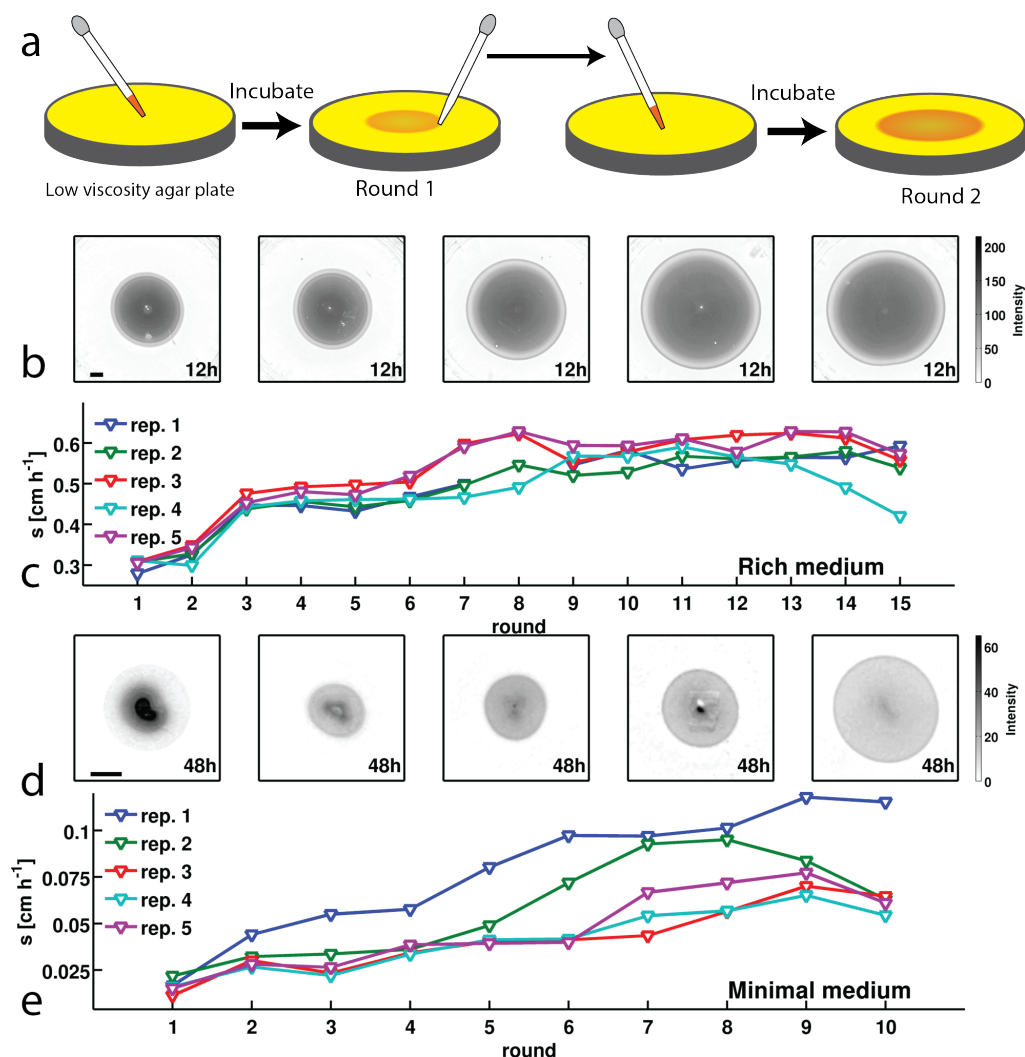 a
Incubate
Incubate
Low viscosity agar plate
Round 1
Round 2
b
12h
12h
12h
12h
12h
200
150
100
50
0
Intensity
c
s [cm h-1]
0.6
0.5
0.4
0.3
rep. 1
rep. 2
rep. 3
rep. 4
rep. 5
Rich medium
1 2 3 4 5 6 7 8 9 10 11 12 13 14 15
round
d
48h
48h
48h
48h
48h
60
40
20
0
Intensity
e
s [cm h-1]
0.1
0.075
0.05
0.025
rep. 1
rep. 2
rep. 3
rep. 4
rep. 5
Minimal medium
1 2 3 4 5 6 7 8 9 10
round